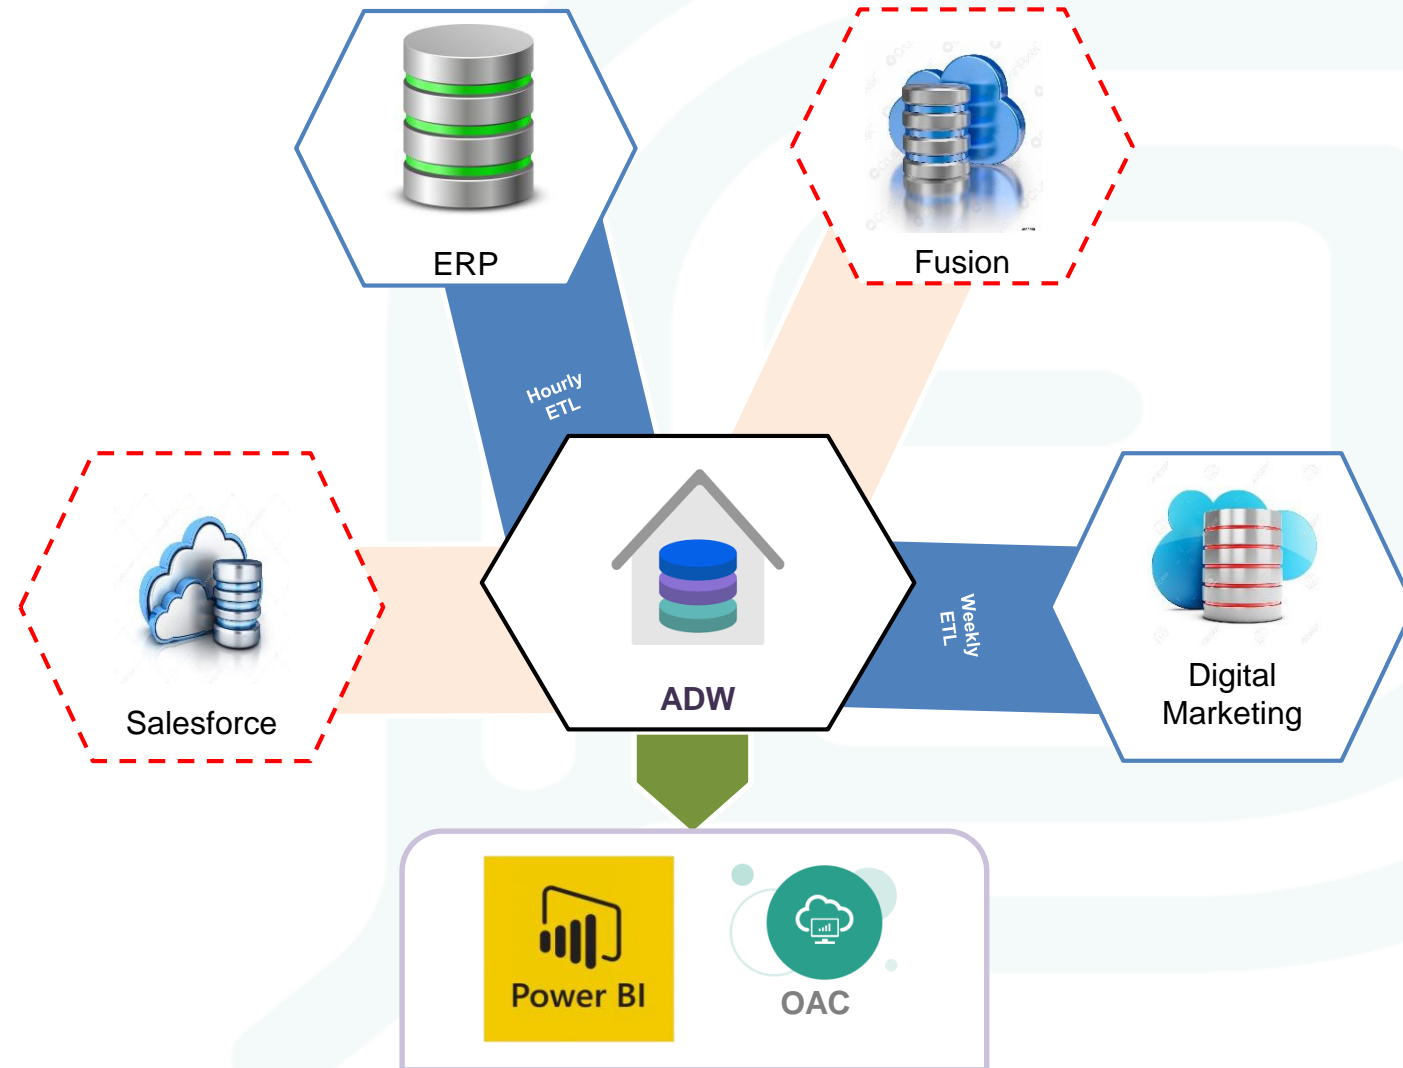 ERP
Fusion
Hourly
ETL
Salesforce
ADW
Weekly
ETL
Digital
Marketing
Power BI
OAC